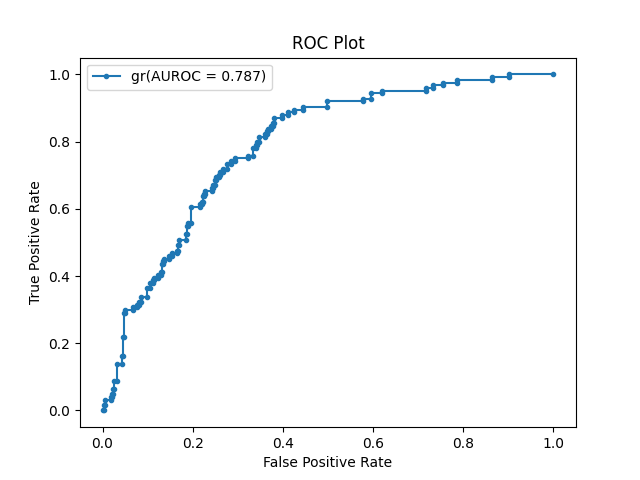 ROC Plot
gr(AUROC = 0.787)
1.0
0.8
0.6
0.4
0.2
0.0
True Positive Rate
0.0 0.2 0.4 0.6 0.8 1.0
False Positive Rate